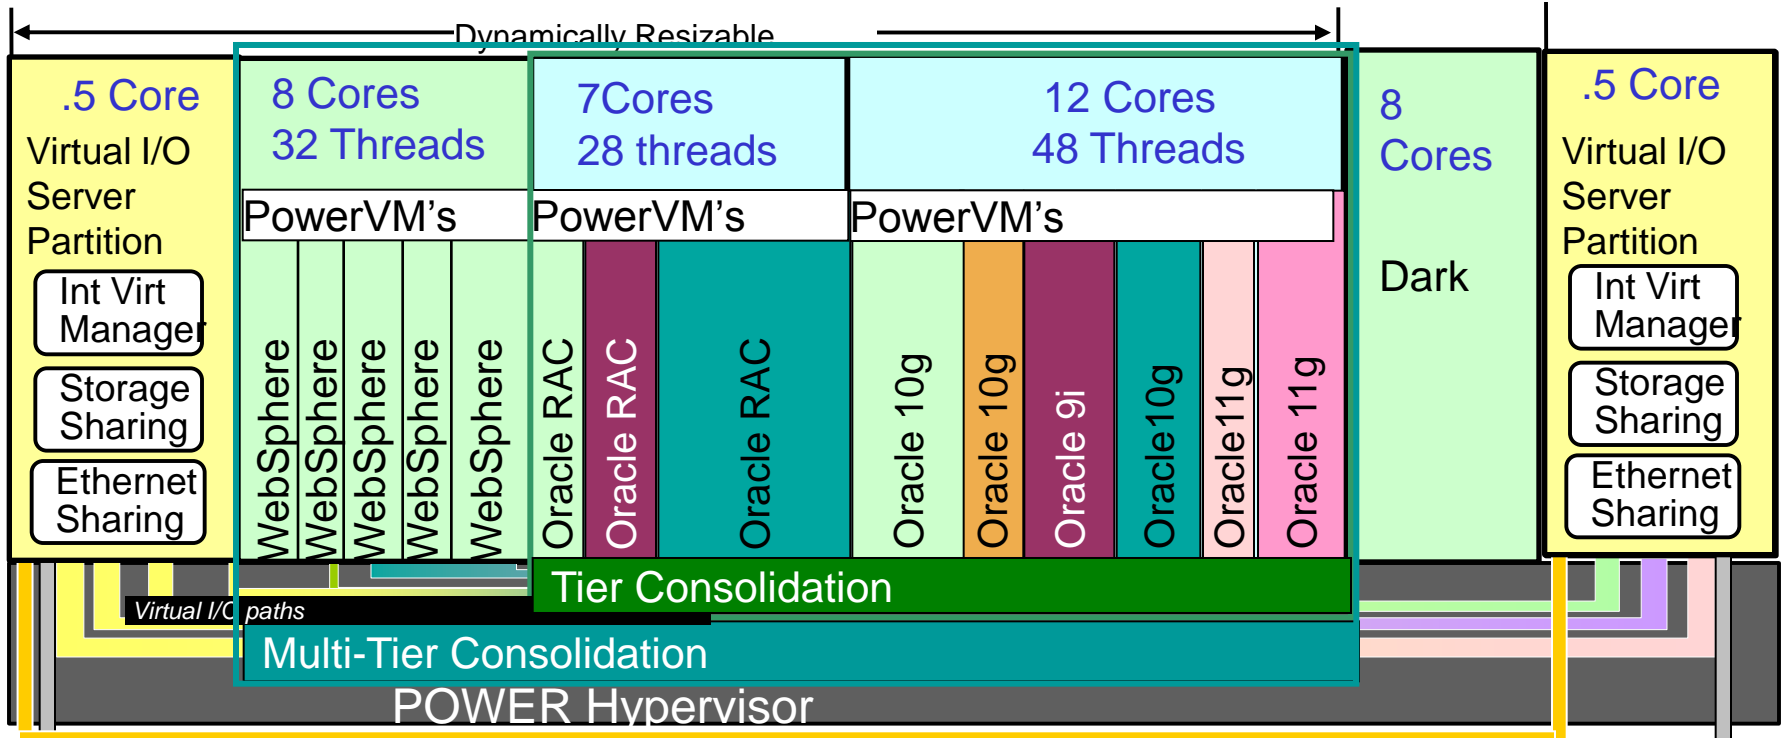 Dynamically Resizable
.5 Core
Virtual I/O
Server
Partition
Int Virt
Manager
Storage
Sharing
Ethernet
Sharing
8 Cores
32 Threads
PowerVM's
WebSphere
WebSphere
WebSphere
WebSphere
WebSphere
7Cores
28 threads
PowerVM's
Oracle RAC
Oracle RAC
Oracle RAC
12 Cores
48 Threads
PowerVM's
Oracle 10g
Oracle 10g
Oracle 9i
Oracle10g
Oracle11g
Oracle 11g
8
Cores
Dark
.5 Core
Virtual I/O
Server
Partition
Int Virt
Manager
Storage
Sharing
Ethernet
Sharing
Tier Consolidation
Virtual I/O paths
Multi-Tier Consolidation
POWER Hypervisor